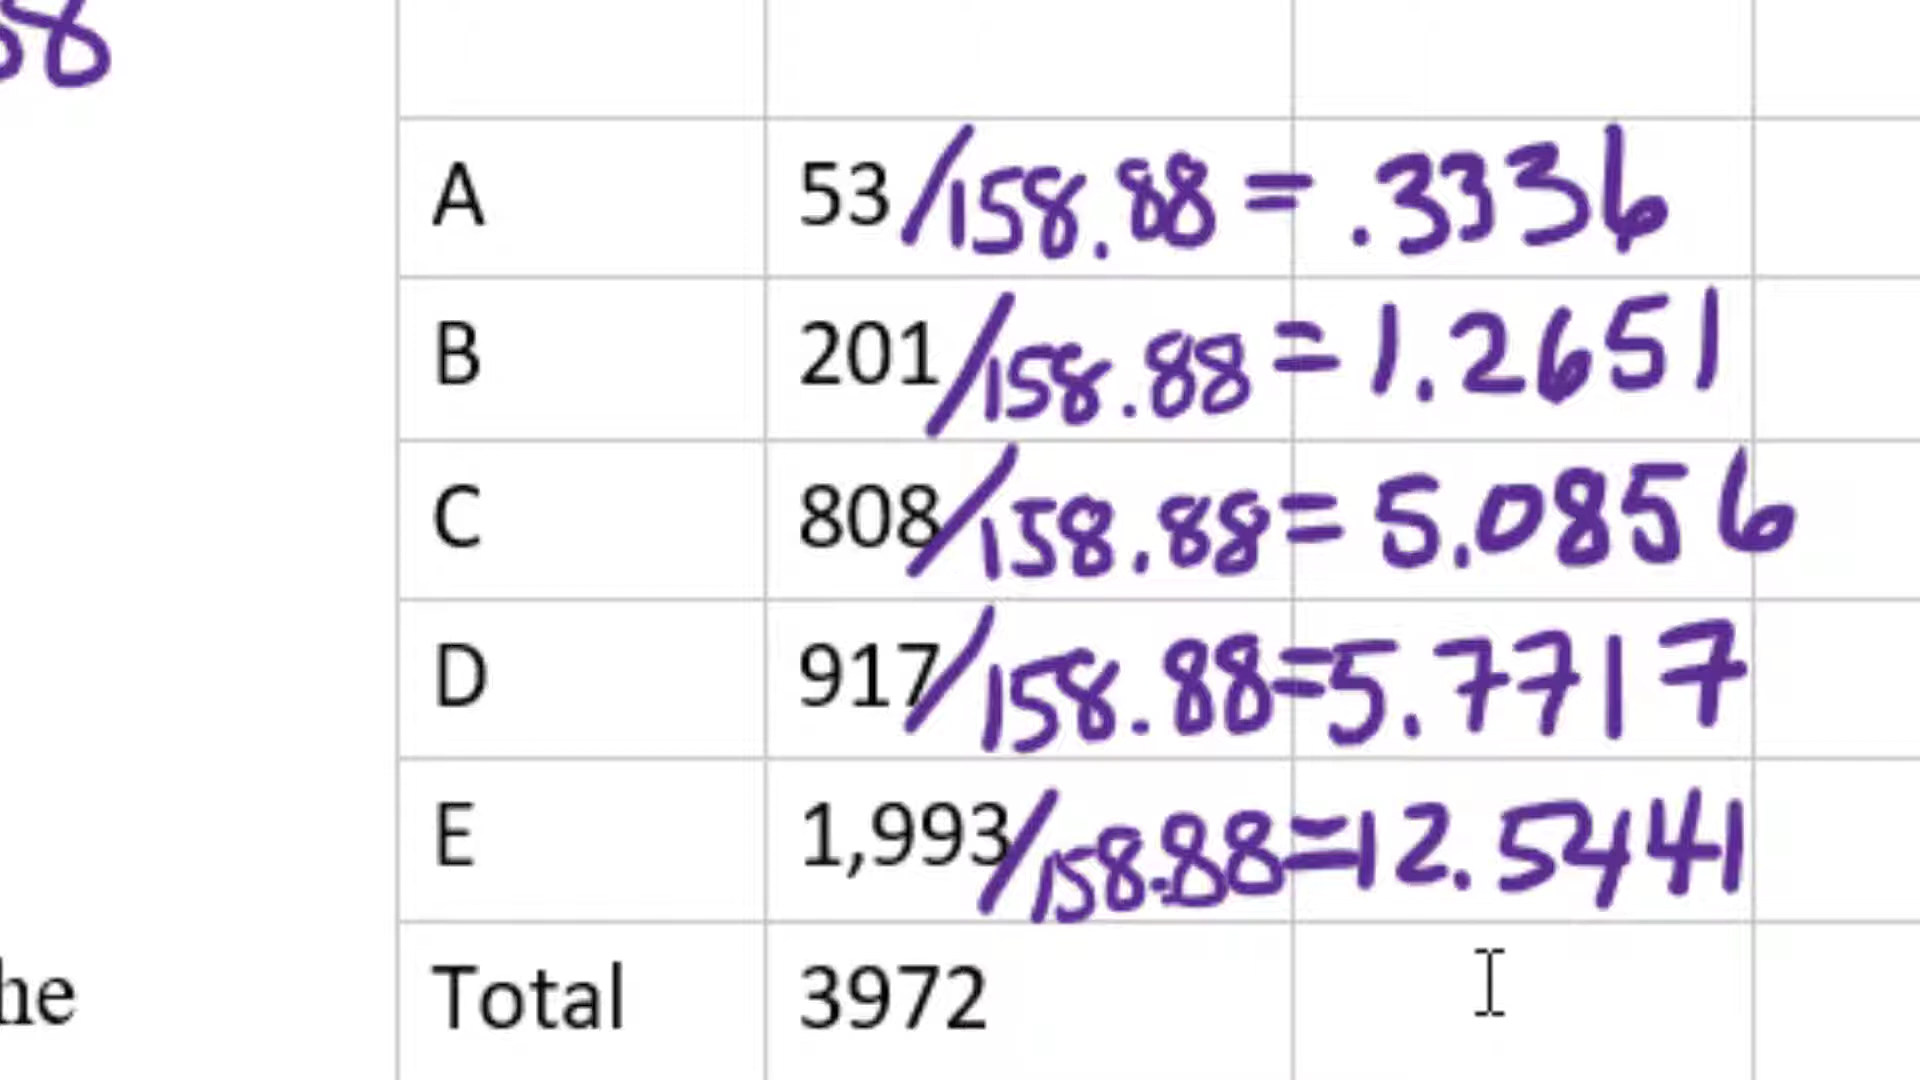 58
A 53 /158.88 = .3336
B 201 /158.88 = 1.2651
C 808 /158.88 = 5.0856
D 917 /158.88 = 5.7717
E 1,993 /158.88 = 12.5441
he Total 3972